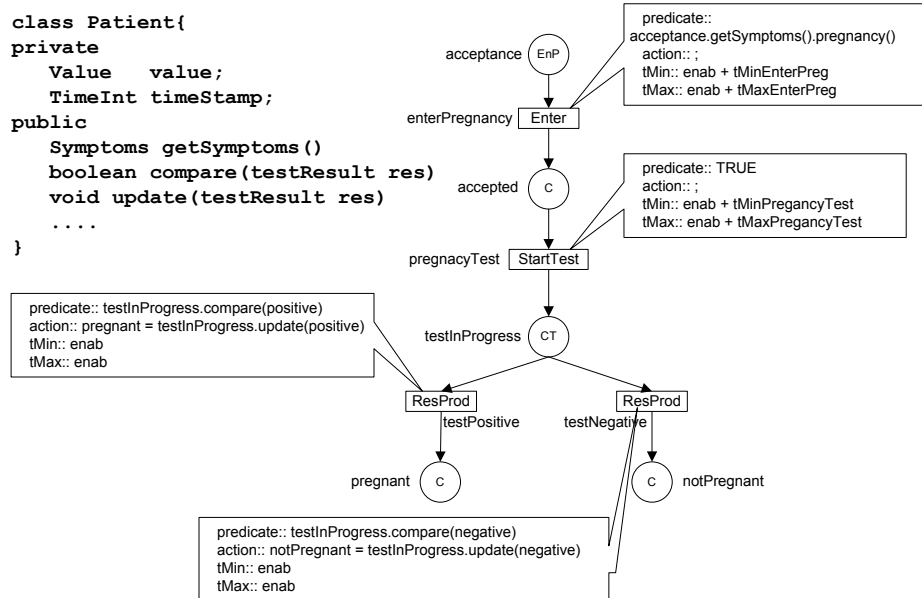 class Patient{
private
Value value;
TimeInt timeStamp;
public
Symptoms getSymptoms()
boolean compare(testResult res)
void update(testResult res)
....
}
acceptance
EnP
predicate::
acceptance.getSymptoms().pregnancy()
action:: ;
tMin:: enab + tMinEnterPreg
tMax:: enab + tMaxEnterPreg
enterPregnancy
Enter
accepted
C
predicate:: TRUE
action:: ;
tMin:: enab + tMinPregancyTest
tMax:: enab + tMaxPregancyTest
pregnacyTest
StartTest
predicate:: testInProgress.compare(positive)
action:: pregnant = testInProgress.update(positive)
tMin:: enab
tMax:: enab
testInProgress
CT
ResProd
testPositive
ResProd
testNegative
pregnant
C
C
notPregnant
predicate:: testInProgress.compare(negative)
action:: notPregnant = testInProgress.update(negative)
tMin:: enab
tMax:: enab